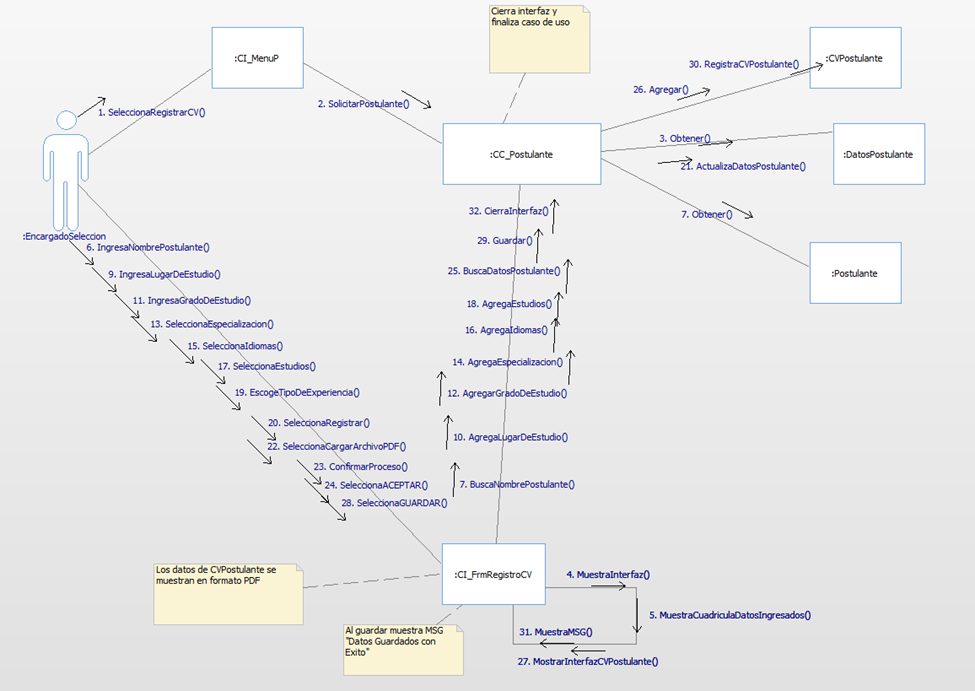 Cierra interfaz y
finaliza caso de uso
:CI_MenuP
:CVPostulante
30. RegistraCVPostulante()
26. Agregar()
1. SeleccionaRegistrarCV()
2. SolicitarPostulante()
:CC_Postulante
3. Obtener()
:DatosPostulante
21. ActualizaDatosPostulante()
7. Obtener()
:Postulante
:EncargadoSeleccion
6. IngresaNombrePostulante()
9. IngresaLugarDeEstudio()
11. IngresaGradoDeEstudio()
13. SeleccionaEspecializacion()
15. SeleccionaIdiomas()
17. SeleccionaEstudios()
19. EscogeTipoDeExperiencia()
20. SeleccionaRegistrar()
22. SeleccionaCargarArchivoPDF()
23. ConfirmarProceso()
24. SeleccionaACEPTAR()
28. SeleccionaGUARDAR()
32. CierraInterfaz()
29. Guardar()
25. BuscaDatosPostulante()
18. AgregaEstudios()
16. AgregaIdiomas()
14. AgregaEspecializacion()
12. AgregarGradoDeEstudio()
10. AgregaLugarDeEstudio()
7. BuscaNombrePostulante()
Los datos de CVPostulante se
muestran en formato PDF
:CI_FrmRegistroCV
4. MuestraInterfaz()
5. MuestraCuadriculaDatosIngresados()
31. MuestraMSG()
27. MostrarInterfazCVPostulante()
Al guardar muestra MSG
"Datos Guardados con
Exito"